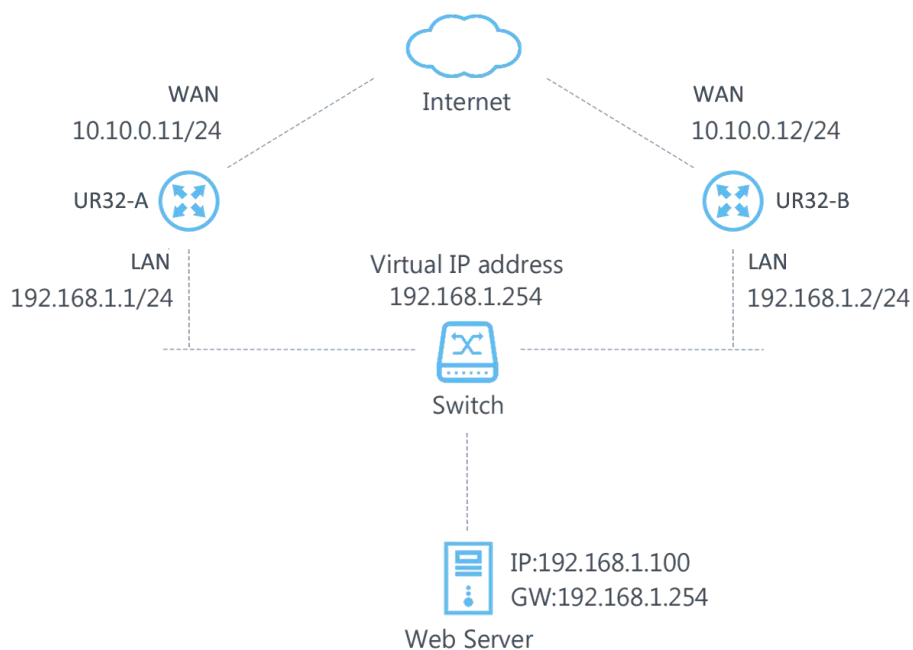 Internet
WAN
10.10.0.11/24
WAN
10.10.0.12/24
UR32-A
UR32-B
LAN
192.168.1.1/24
Virtual IP address
192.168.1.254
LAN
192.168.1.2/24
Switch
IP:192.168.1.100
GW:192.168.1.254
Web Server